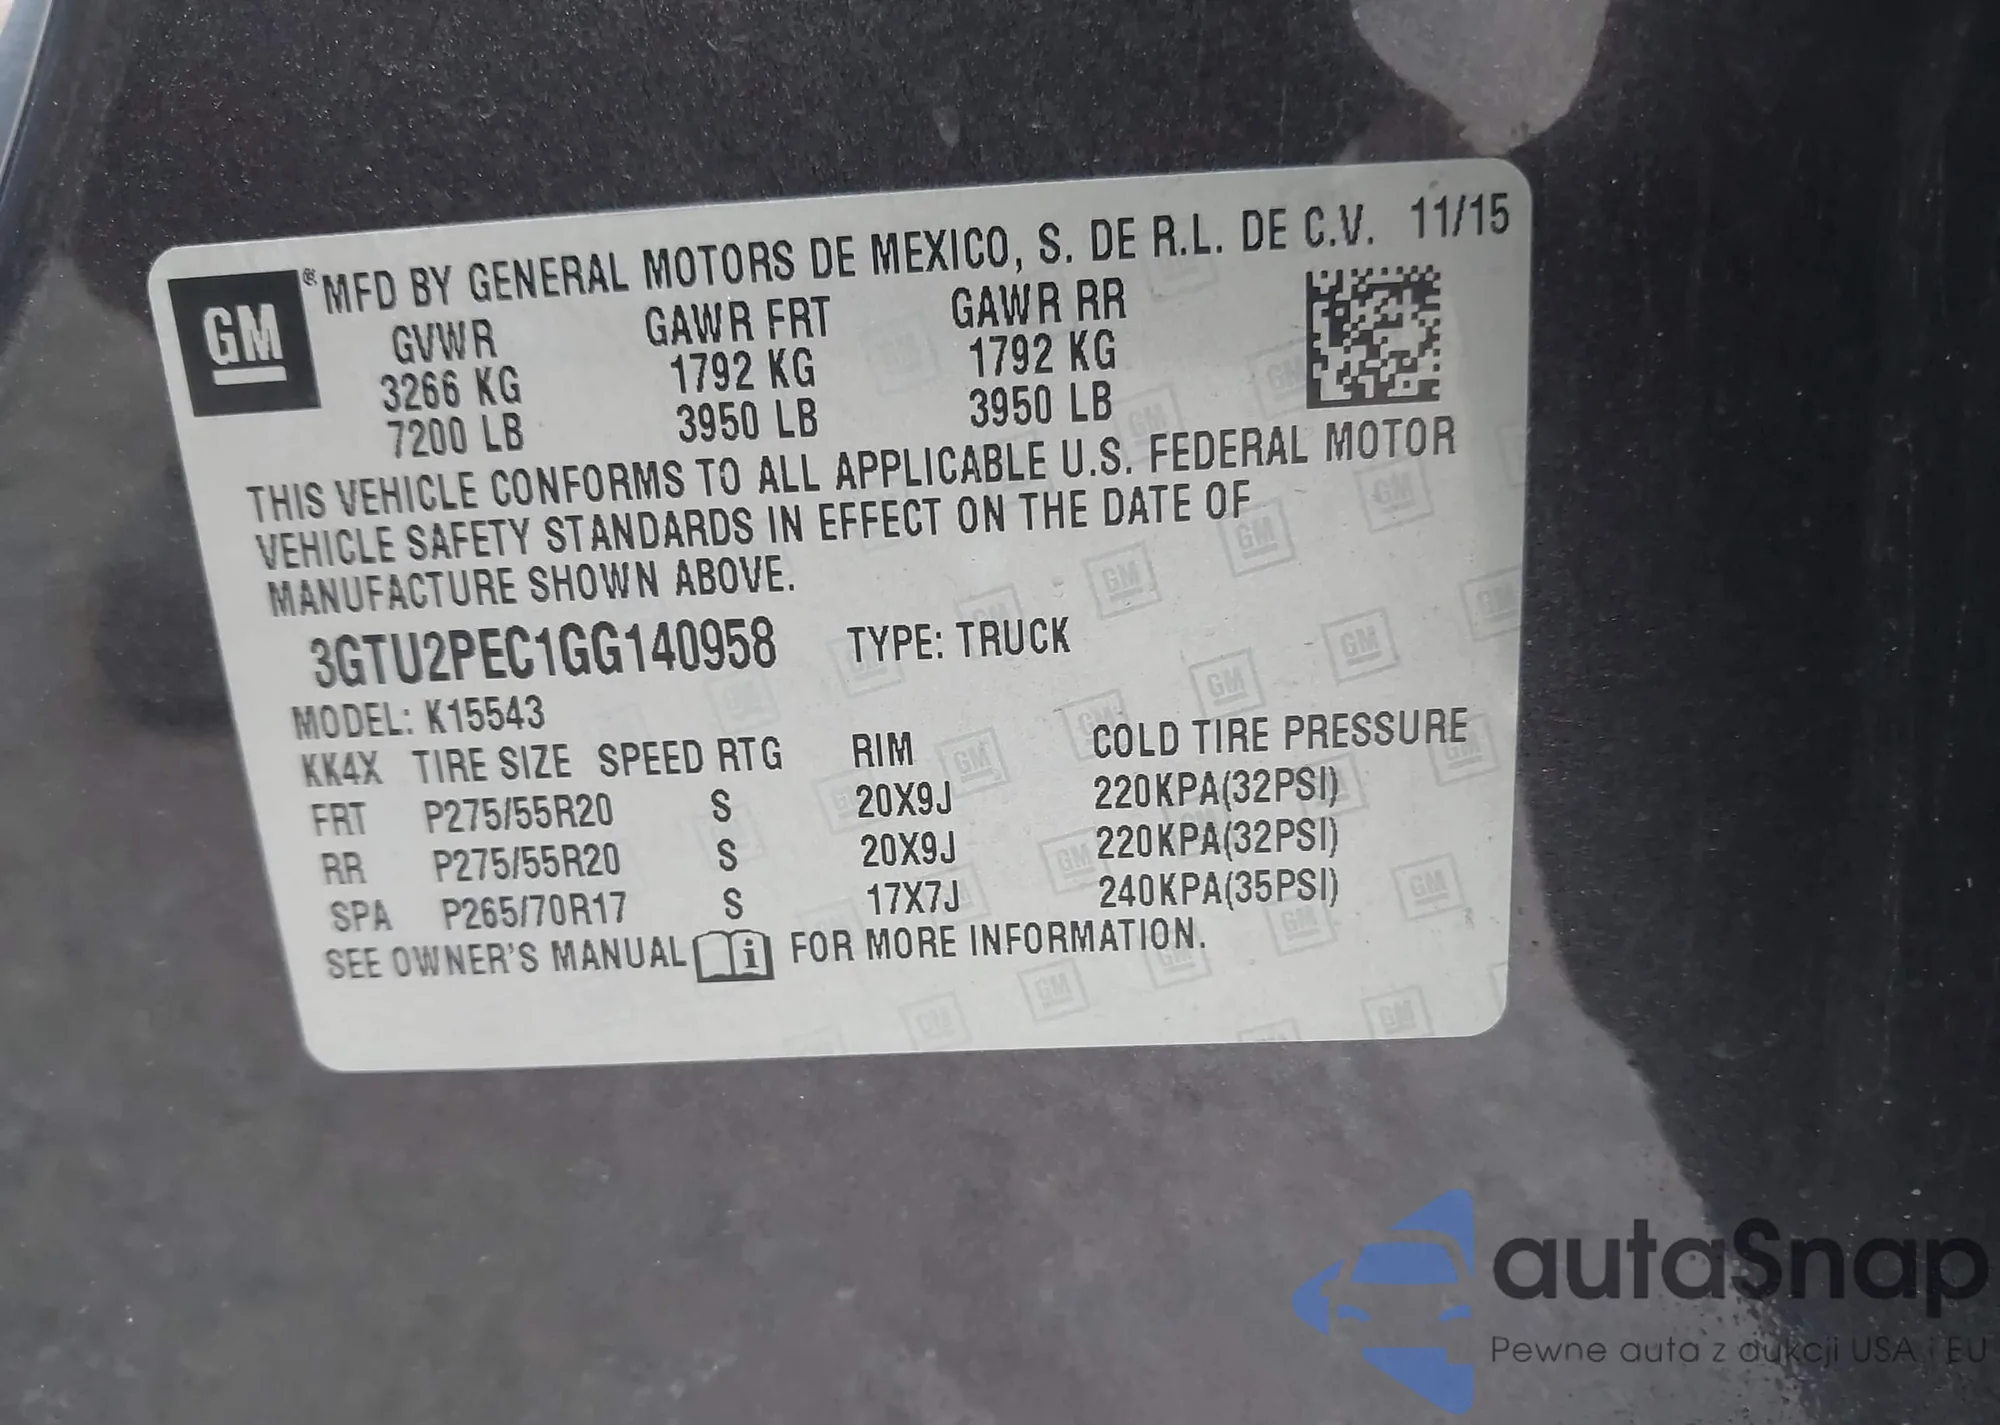 GM ® MFD BY GENERAL MOTORS DE MEXICO, S. DE R.L. DE C.V. 11/15
GVWR GAWR FRT GAWR RR
3266 KG 1792 KG 1792 KG
7200 LB 3950 LB 3950 LB
THIS VEHICLE CONFORMS TO ALL APPLICABLE U.S. FEDERAL MOTOR
VEHICLE SAFETY STANDARDS IN EFFECT ON THE DATE OF
MANUFACTURE SHOWN ABOVE.
3GTU2PEC1GG140958 TYPE: TRUCK
MODEL: K15543
KK4X TIRE SIZE SPEED RTG RIM COLD TIRE PRESSURE
FRT P275/55R20 S 20X9J 220KPA(32PSI)
RR P275/55R20 S 20X9J 220KPA(32PSI)
SPA P265/70R17 S 17X7J 240KPA(35PSI)
SEE OWNER'S MANUAL i FOR MORE INFORMATION.
autaSnap
Pewne auta z aukcji USA i EU